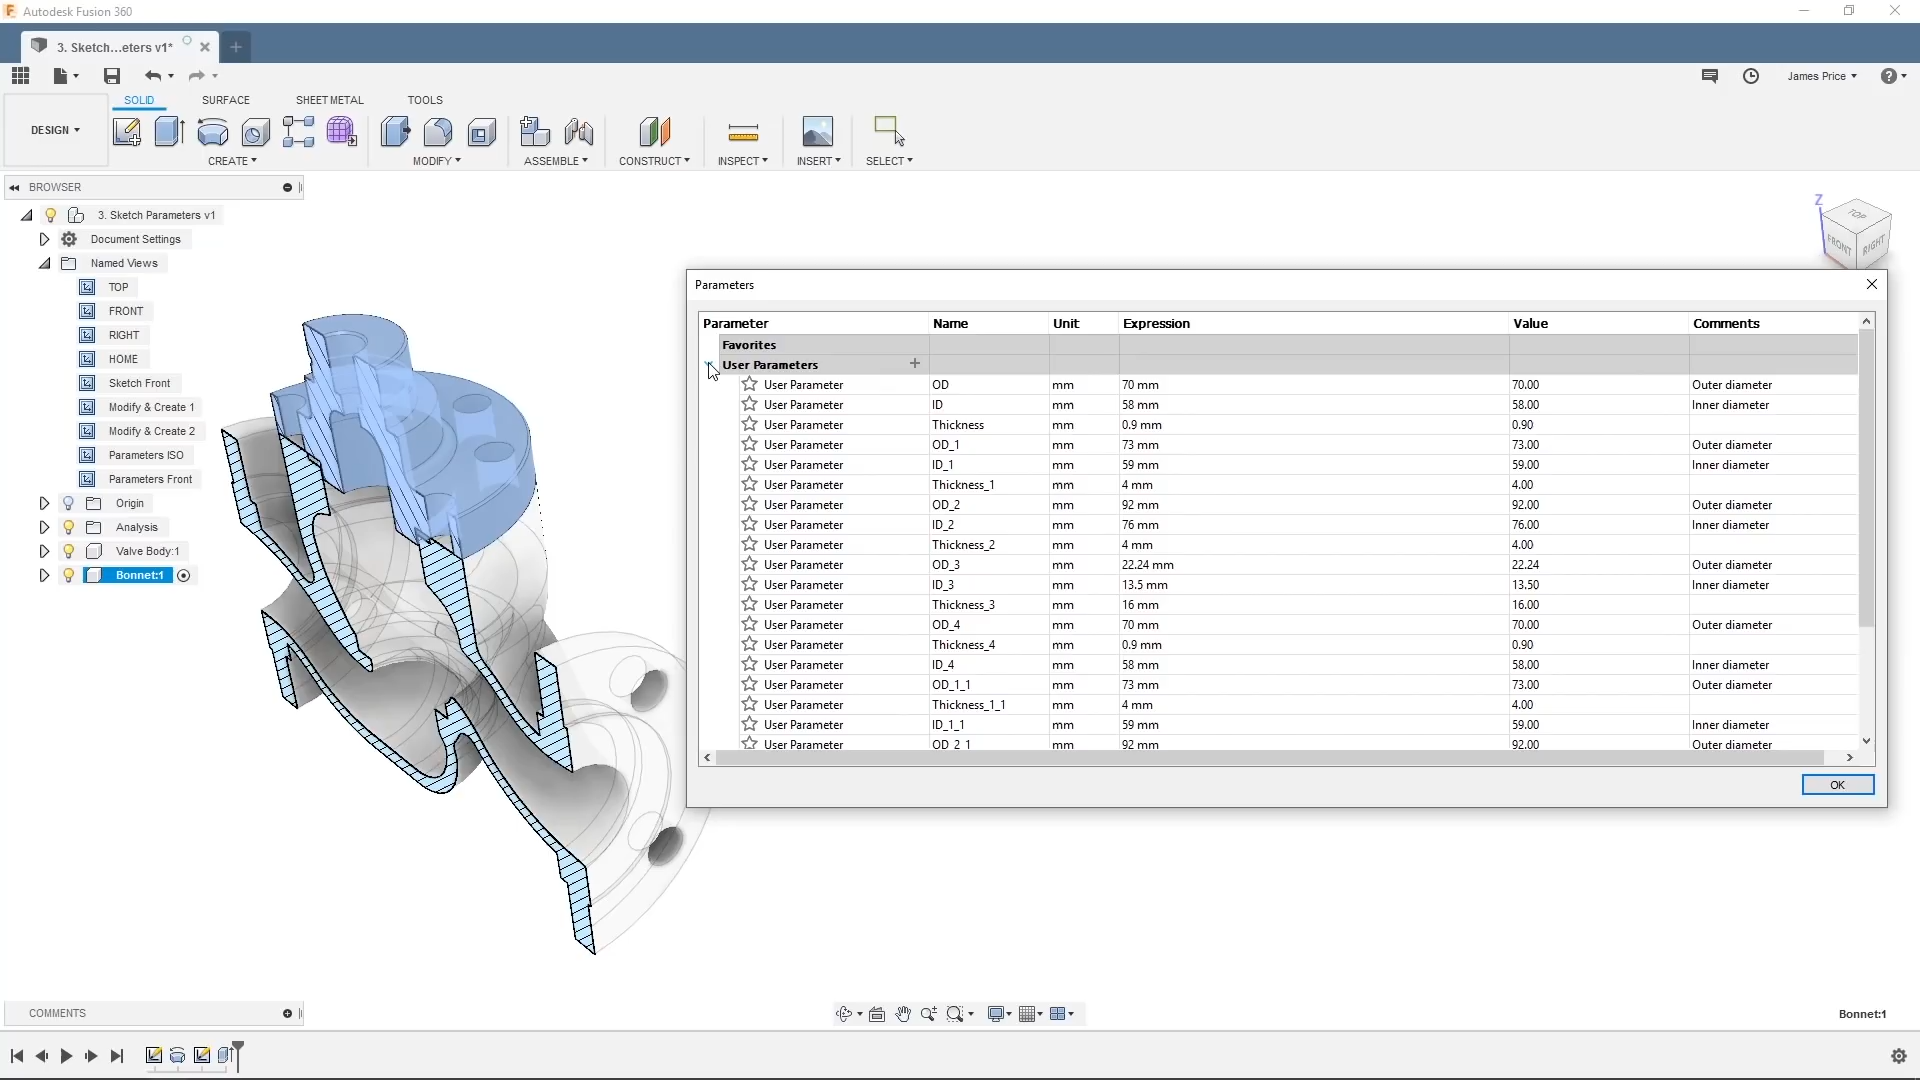 Autodesk Fusion 360
3. Sketch...eters v1*
James Price
SOLID SURFACE SHEET METAL TOOLS
DESIGN
CREATE MODIFY ASSEMBLE CONSTRUCT INSPECT INSERT SELECT
BROWSER
3. Sketch Parameters v1
Document Settings
Named Views
TOP
FRONT
RIGHT
HOME
Sketch Front
Modify & Create 1
Modify & Create 2
Parameters ISO
Parameters Front
Origin
Analysis
Valve Body:1
Bonnet:1
Z
TOP
FRONT RIGHT
Parameters
Parameter Name Unit Expression Value Comments
Favorites
User Parameters
User Parameter OD mm 70 mm 70.00 Outer diameter
User Parameter ID mm 58 mm 58.00 Inner diameter
User Parameter Thickness mm 0.9 mm 0.90
User Parameter OD_1 mm 73 mm 73.00 Outer diameter
User Parameter ID_1 mm 59 mm 59.00 Inner diameter
User Parameter Thickness_1 mm 4 mm 4.00
User Parameter OD_2 mm 92 mm 92.00 Outer diameter
User Parameter ID_2 mm 76 mm 76.00 Inner diameter
User Parameter Thickness_2 mm 4 mm 4.00
User Parameter OD_3 mm 22.24 mm 22.24 Outer diameter
User Parameter ID_3 mm 13.5 mm 13.50 Inner diameter
User Parameter Thickness_3 mm 16 mm 16.00
User Parameter OD_4 mm 70 mm 70.00 Outer diameter
User Parameter Thickness_4 mm 0.9 mm 0.90
User Parameter ID_4 mm 58 mm 58.00 Inner diameter
User Parameter OD_1_1 mm 73 mm 73.00 Outer diameter
User Parameter Thickness_1_1 mm 4 mm 4.00
User Parameter ID_1_1 mm 59 mm 59.00 Inner diameter
User Parameter OD_2_1 mm 92 mm 92.00 Outer diameter
OK
COMMENTS
Bonnet:1